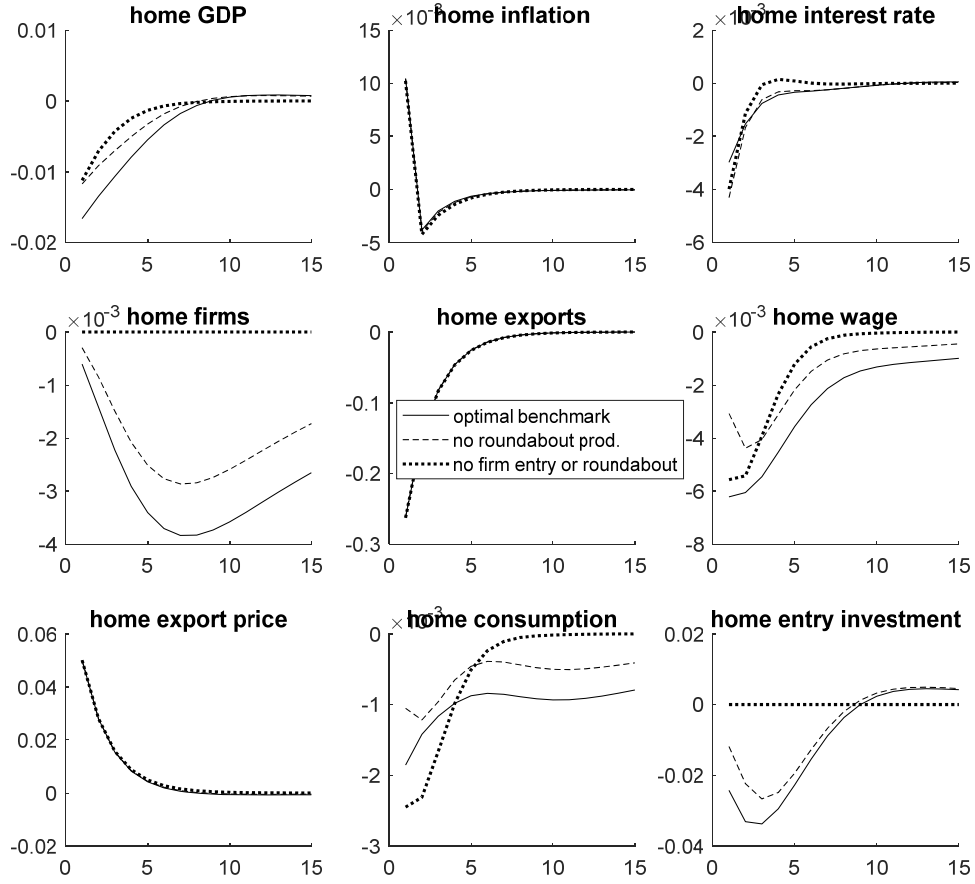 home GDP
0.01
0
-0.01
-0.02
0 5 10 15
×10⁻³
home inflation
15
10
5
0
-5
0 5 10 15
×10⁻³
home interest rate
2
0
-2
-4
-6
0 5 10 15
×10⁻³
home firms
0
-1
-2
-3
-4
0 5 10 15
home exports
0
-0.1
-0.2
-0.3
0 5 10 15
optimal benchmark
no roundabout prod.
no firm entry or roundabout
×10⁻³
home wage
0
-2
-4
-6
-8
0 5 10 15
home export price
0.06
0.04
0.02
0
-0.02
0 5 10 15
×10⁻³
home consumption
0
-1
-2
-3
0 5 10 15
home entry investment
0.02
0
-0.02
-0.04
0 5 10 15